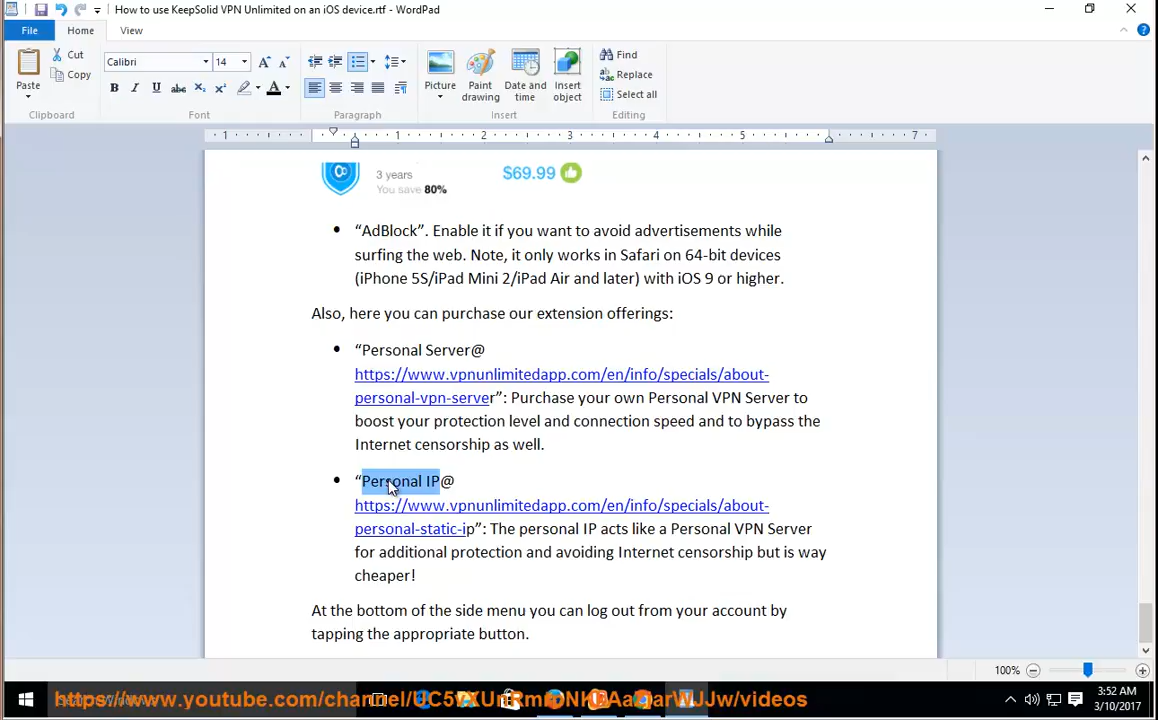 How to use KeepSolid VPN Unlimited on an iOS device.rtf - WordPad
File Home View
Paste Cut Copy
Calibri 14
Picture Paint drawing Date and time Insert object
Find
Replace
Select all
Clipboard Font Paragraph Insert Editing
1 1 2 3 4 5 7
3 years $69.99
You save 80%
• “AdBlock”. Enable it if you want to avoid advertisements while
surfing the web. Note, it only works in Safari on 64-bit devices
(iPhone 5S/iPad Mini 2/iPad Air and later) with iOS 9 or higher.
Also, here you can purchase our extension offerings:
• “Personal Server@
https://www.vpnunlimitedapp.com/en/info/specials/about-
personal-vpn-server”: Purchase your own Personal VPN Server to
boost your protection level and connection speed and to bypass the
Internet censorship as well.
• “Personal IP@
https://www.vpnunlimitedapp.com/en/info/specials/about-
personal-static-ip”: The personal IP acts like a Personal VPN Server
for additional protection and avoiding Internet censorship but is way
cheaper!
At the bottom of the side menu you can log out from your account by
tapping the appropriate button.
100%
3:52 AM
3/10/2017